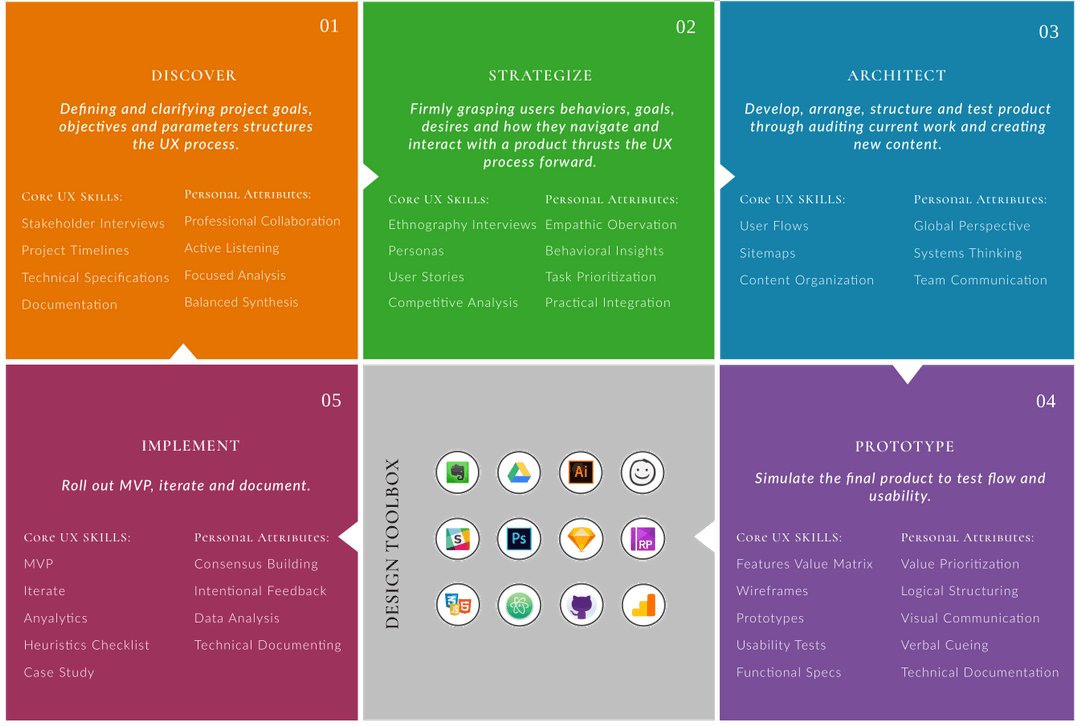 01
DISCOVER
Defining and clarifying project goals,
objectives and parameters structures
the UX process.
Core UX Skills:
Stakeholder Interviews
Project Timelines
Technical Specifications
Documentation
Personal Attributes:
Professional Collaboration
Active Listening
Focused Analysis
Balanced Synthesis
02
STRATEGIZE
Firmly grasping users behaviors, goals,
desires and how they navigate and
interact with a product thrusts the UX
process forward.
Core UX Skills:
Ethnography Interviews
Personas
User Stories
Competitive Analysis
Personal Attributes:
Empathic Obervation
Behavioral Insights
Task Prioritization
Practical Integration
03
ARCHITECT
Develop, arrange, structure and test product
through auditing current work and creating
new content.
Core UX SKILLS:
User Flows
Sitemaps
Content Organization
Personal Attributes:
Global Perspective
Systems Thinking
Team Communication
04
PROTOTYPE
Simulate the final product to test flow and
usability.
Core UX SKILLS:
Features Value Matrix
Wireframes
Prototypes
Usability Tests
Functional Specs
Personal Attributes:
Value Prioritization
Logical Structuring
Visual Communication
Verbal Cueing
Technical Documentation
05
IMPLEMENT
Roll out MVP, iterate and document.
Core UX SKILLS:
MVP
Iterate
Anyalytics
Heuristics Checklist
Case Study
Personal Attributes:
Consensus Building
Intentional Feedback
Data Analysis
Technical Documenting
DESIGN TOOLBOX
Ai
S
Ps
RP